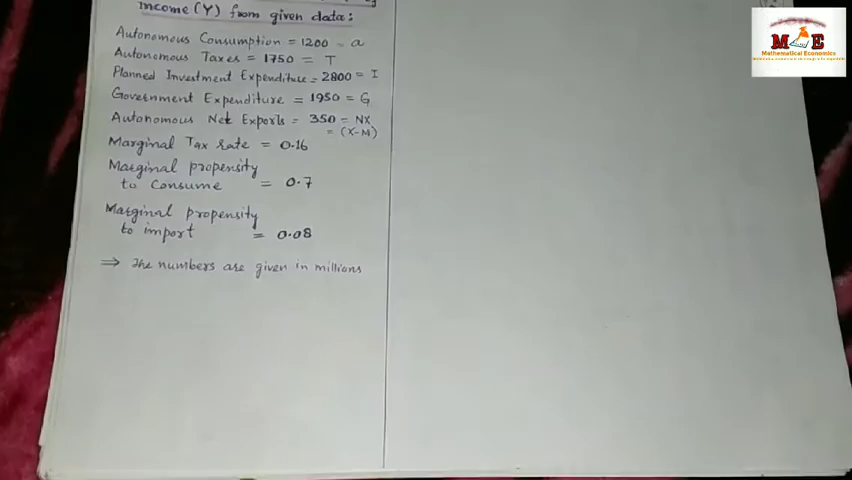 income (Y) from given data:
Autonomous Consumption = 1200 = a
Autonomous Taxes = 1750 = T
Planned Investment Expenditure = 2800 = I
Government Expenditure = 1950 = G
Autonomous Net Exports = 350 = NX
= (X-M)
Marginal Tax rate = 0.16
Marginal propensity
to Consume = 0.7
Marginal propensity
to import = 0.08
⇒ The numbers are given in millions
M E
Mathematical Economics